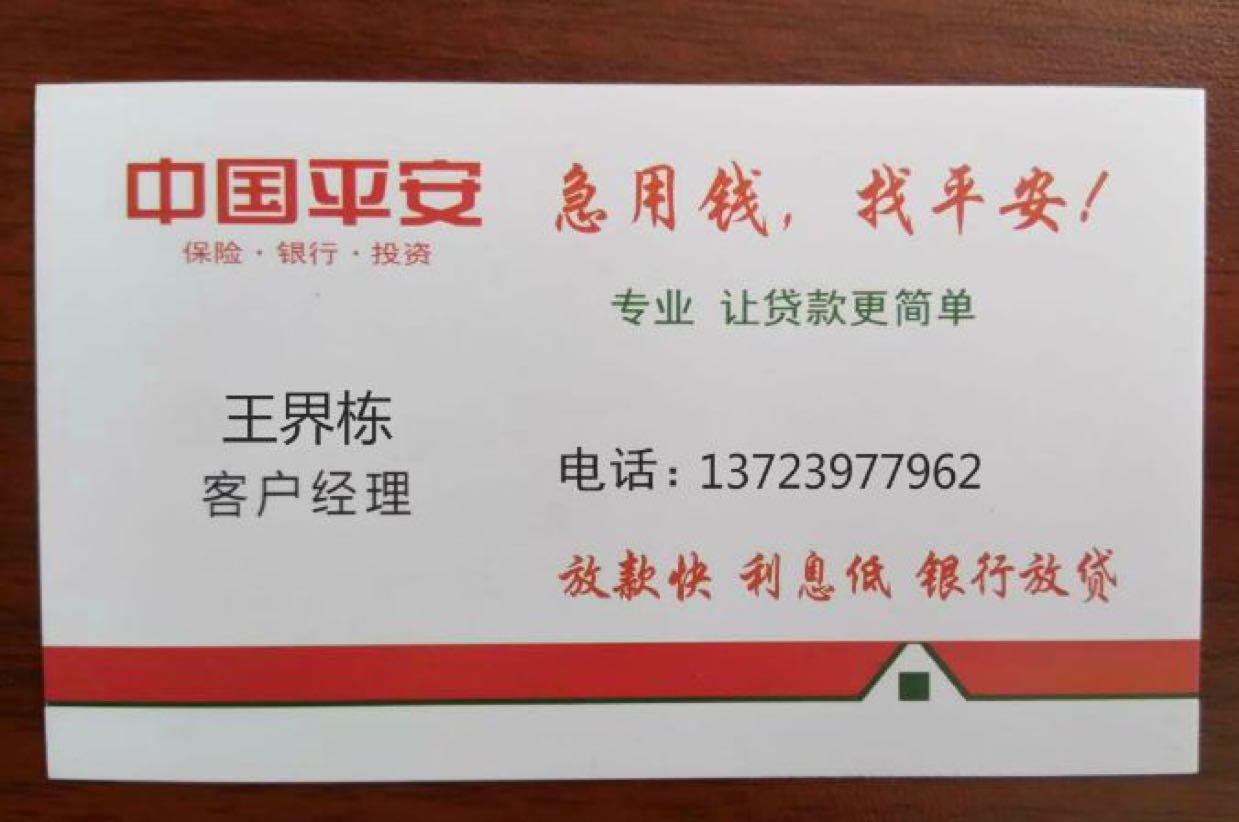 中国平安
保险·银行·投资
急用钱，找平安！
专业 让贷款更简单
王界栋
客户经理
电话：13723977962
放款快 利息低 银行放贷